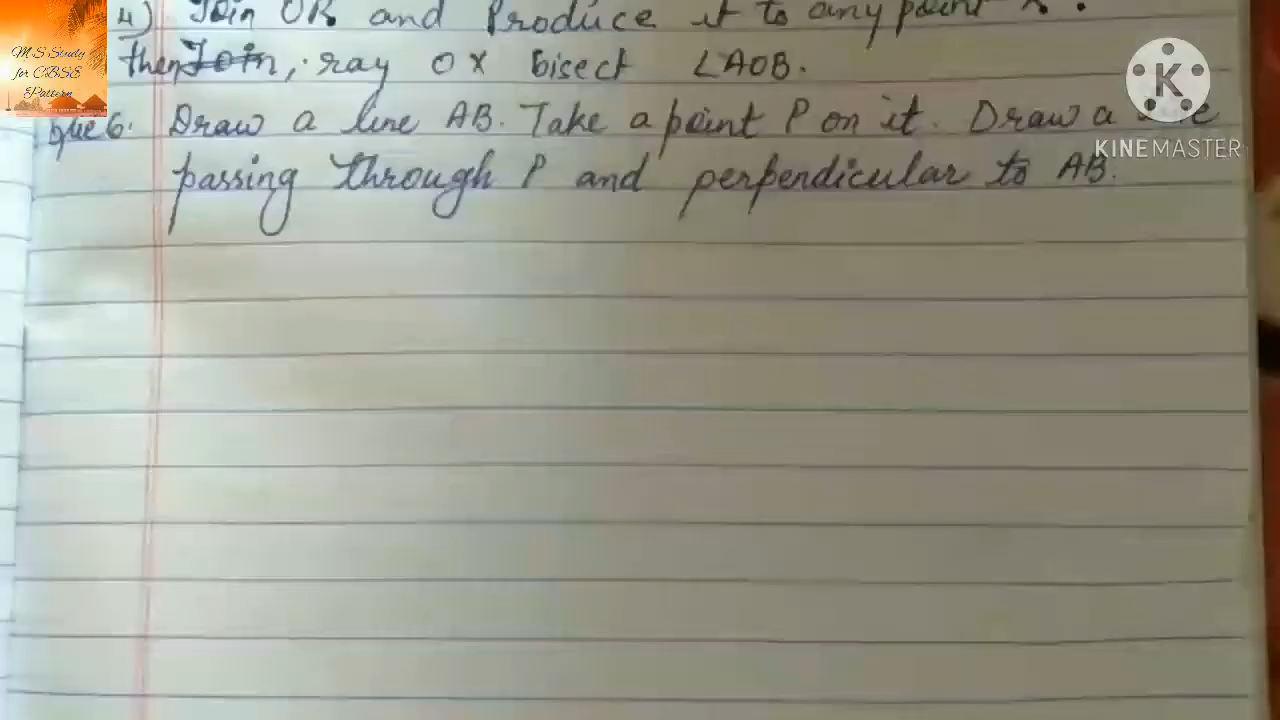 4) Join OR and Produce it to any point X.
then Join, ray OX bisect ∠AOB.
Que 6. Draw a line AB. Take a point P on it. Draw a
passing through P and perpendicular to AB.
M.S Study
for CBSE
Pattern
K
KINEMASTER